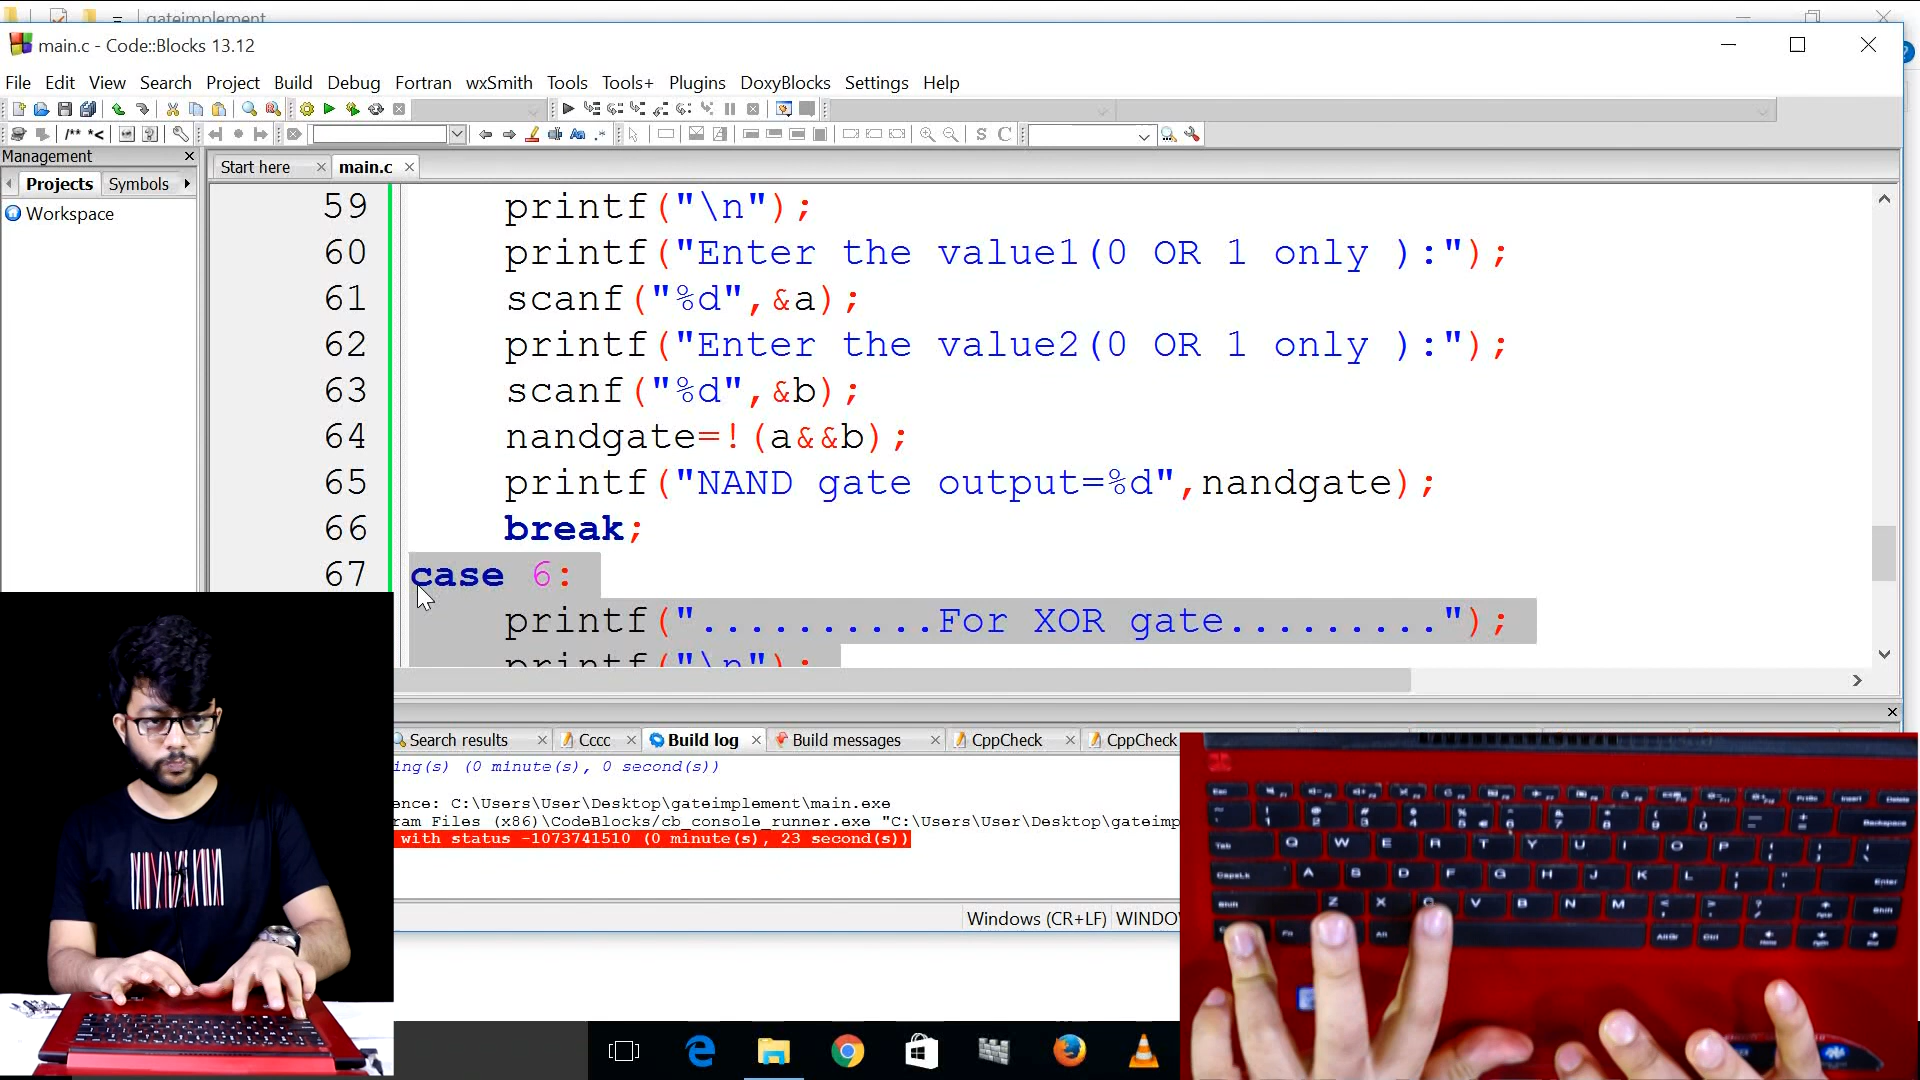 gateimplement
main.c - Code::Blocks 13.12
File Edit View Search Project Build Debug Fortran wxSmith Tools Tools+ Plugins DoxyBlocks Settings Help
Management
Start here main.c
Projects Symbols
Workspace
59 printf("\n");
60 printf("Enter the value1(0 OR 1 only ):");
61 scanf("%d",&a);
62 printf("Enter the value2(0 OR 1 only ):");
63 scanf("%d",&b);
64 nandgate=!(a&&b);
65 printf("NAND gate output=%d",nandgate);
66 break;
67 case 6:
printf("..........For XOR gate.........");
printf("\n");
Search results Cccc Build log Build messages CppCheck CppCheck
ing(s) (0 minute(s), 0 second(s))
ence: C:\Users\User\Desktop\gateimplement\main.exe
ram Files (x86)\CodeBlocks/cb_console_runner.exe "C:\Users\User\Desktop\gateimp
with status -1073741510 (0 minute(s), 23 second(s))
Windows (CR+LF) WINDO
Q W E R T Y U I O P
A S D F G H J K L
Z X C V B N M